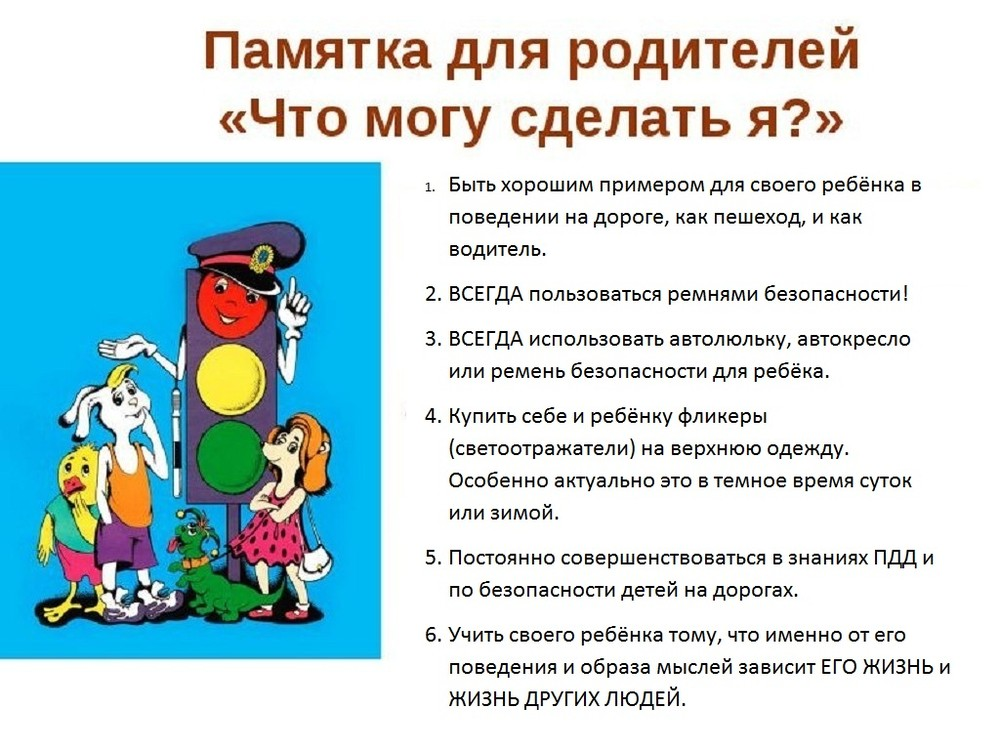 Памятка для родителей
«Что могу сделать я?»
1. Быть хорошим примером для своего ребёнка в
поведении на дороге, как пешеход, и как
водитель.
2. ВСЕГДА пользоваться ремнями безопасности!
3. ВСЕГДА использовать автолюльку, автокресло
или ремень безопасности для ребёка.
4. Купить себе и ребёнку фликеры
(светоотражатели) на верхнюю одежду.
Особенно актуально это в темное время суток
или зимой.
5. Постоянно совершенствоваться в знаниях ПДД и
по безопасности детей на дорогах.
6. Учить своего ребёнка тому, что именно от его
поведения и образа мыслей зависит ЕГО ЖИЗНЬ и
ЖИЗНЬ ДРУГИХ ЛЮДЕЙ.